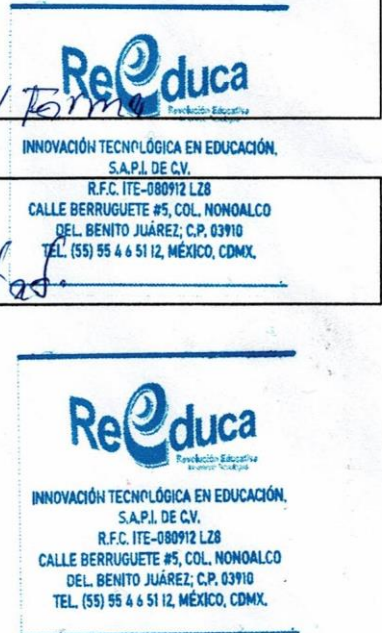 Reeduca
Revolución Educativa
Forma
INNOVACIÓN TECNOLÓGICA EN EDUCACIÓN,
S.A.P.I. DE C.V.
R.F.C. ITE-080912 LZ8
CALLE BERRUGUETE #5, COL. NONOALCO
DEL. BENITO JUÁREZ; C.P. 03910
TEL. (55) 55 4 6 51 12, MÉXICO, CDMX.
Reeduca
Revolución Educativa
INNOVACIÓN TECNOLÓGICA EN EDUCACIÓN,
S.A.P.I. DE C.V.
R.F.C. ITE-080912 LZ8
CALLE BERRUGUETE #5, COL. NONOALCO
DEL. BENITO JUÁREZ; C.P. 03910
TEL. (55) 55 4 6 51 12, MÉXICO, CDMX.